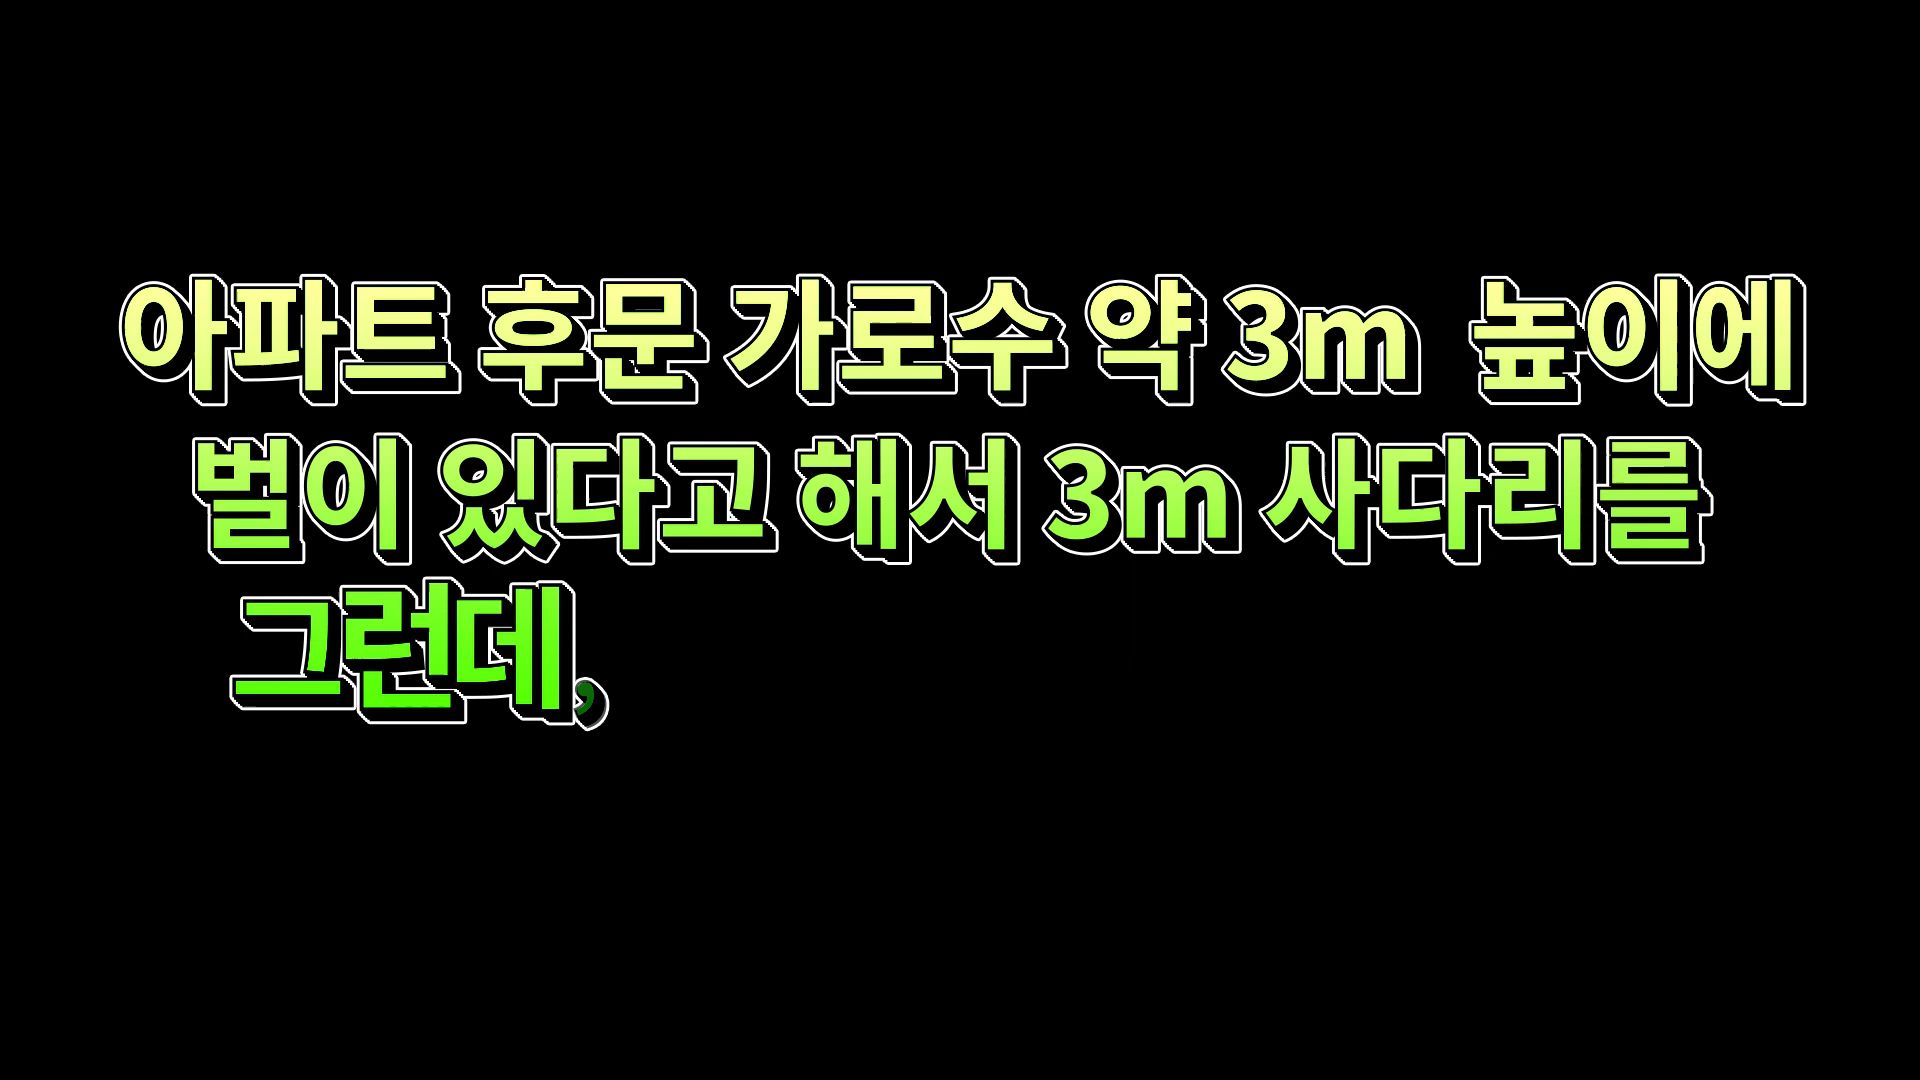 아파트 후문 가로수 약 3m 높이에
벌이 있다고 해서 3m 사다리를
그런데,